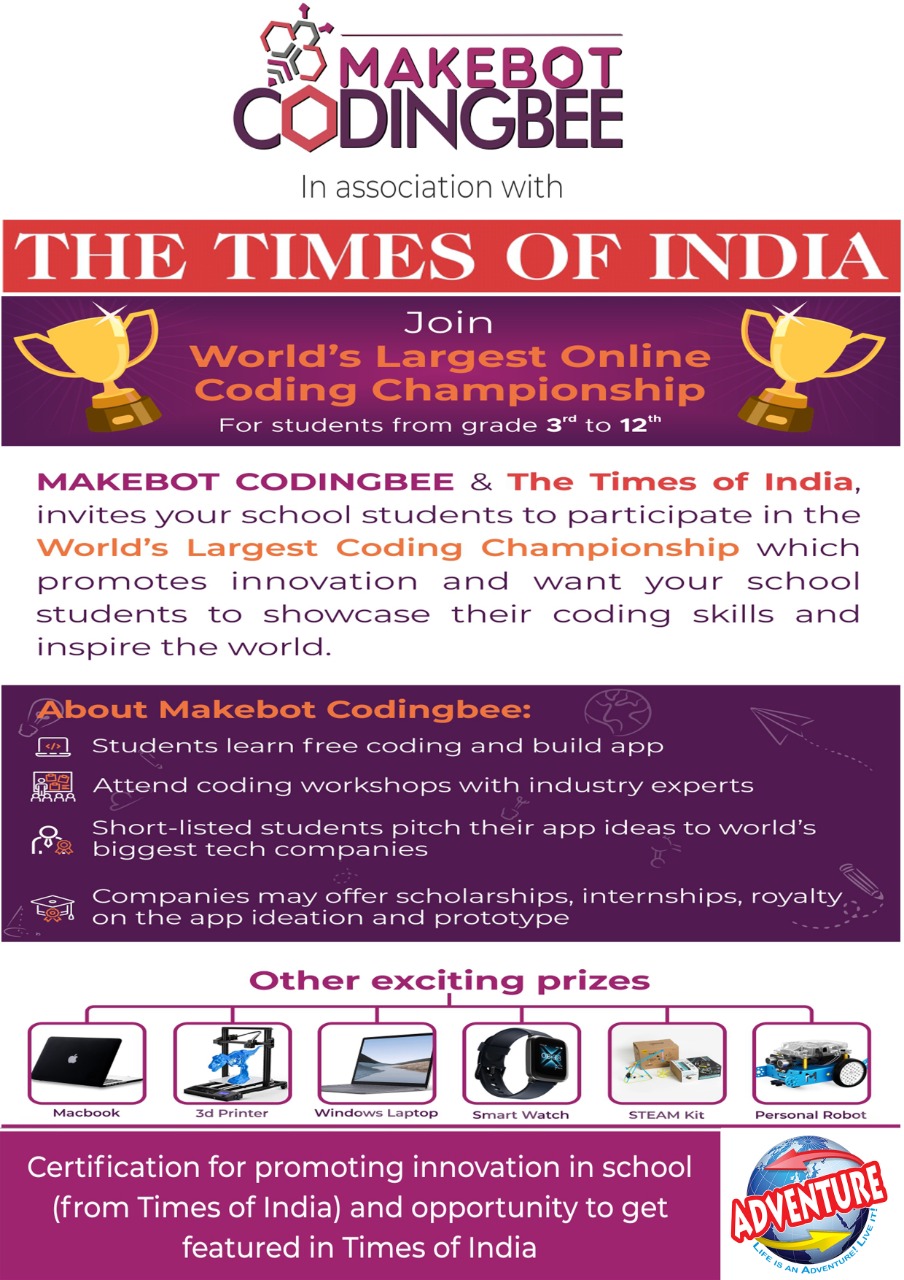 MAKEBOT
CODINGBEE
In association with
THE TIMES OF INDIA
Join
World's Largest Online
Coding Championship
For students from grade 3rd to 12th
MAKEBOT CODINGBEE & The Times of India,
invites your school students to participate in the
World's Largest Coding Championship which
promotes innovation and want your school
students to showcase their coding skills and
inspire the world.
About Makebot Codingbee:
Students learn free coding and build app
Attend coding workshops with industry experts
Short-listed students pitch their app ideas to world's
biggest tech companies
Companies may offer scholarships, internships, royalty
on the app ideation and prototype
Other exciting prizes
Macbook
3d Printer
Windows Laptop
Smart Watch
STEAM Kit
Personal Robot
Certification for promoting innovation in school
(from Times of India) and opportunity to get
featured in Times of India
ADVENTURE
LIFE IS AN ADVENTURE! LIVE IT!